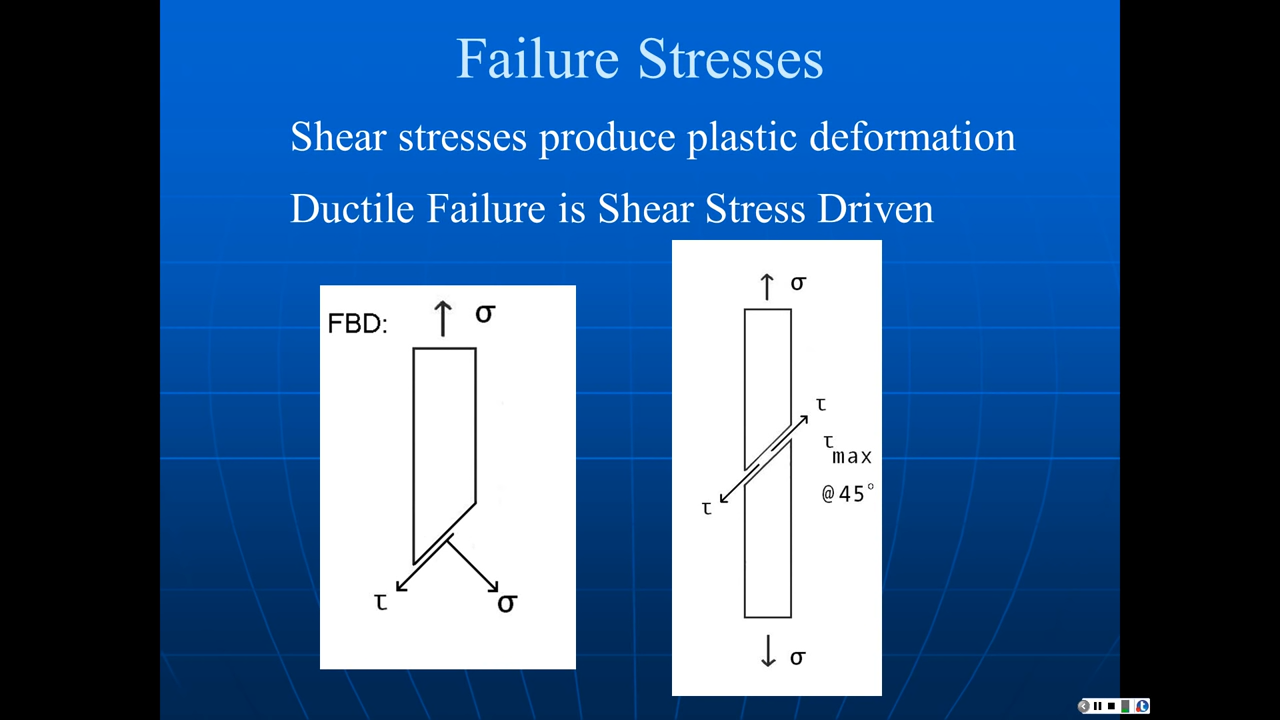 Failure Stresses
Shear stresses produce plastic deformation
Ductile Failure is Shear Stress Driven
FBD:
σ
τ
σ
σ
τ
τ
max
@45°
τ
σ